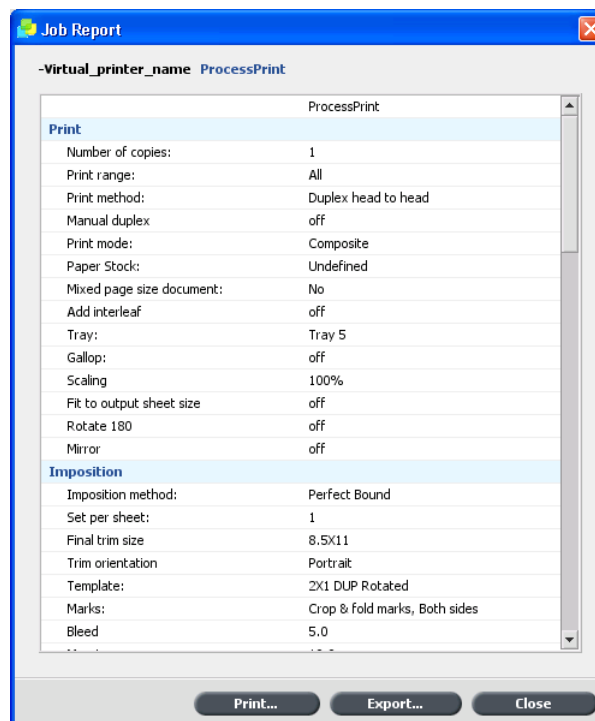 Job Report
-Virtual_printer_name ProcessPrint
ProcessPrint
Print
Number of copies: 1
Print range: All
Print method: Duplex head to head
Manual duplex off
Print mode: Composite
Paper Stock: Undefined
Mixed page size document: No
Add interleaf off
Tray: Tray 5
Gallop: off
Scaling 100%
Fit to output sheet size off
Rotate 180 off
Mirror off
Imposition
Imposition method: Perfect Bound
Set per sheet: 1
Final trim size 8.5X11
Trim orientation Portrait
Template: 2X1 DUP Rotated
Marks: Crop & fold marks, Both sides
Bleed 5.0
Print... Export... Close